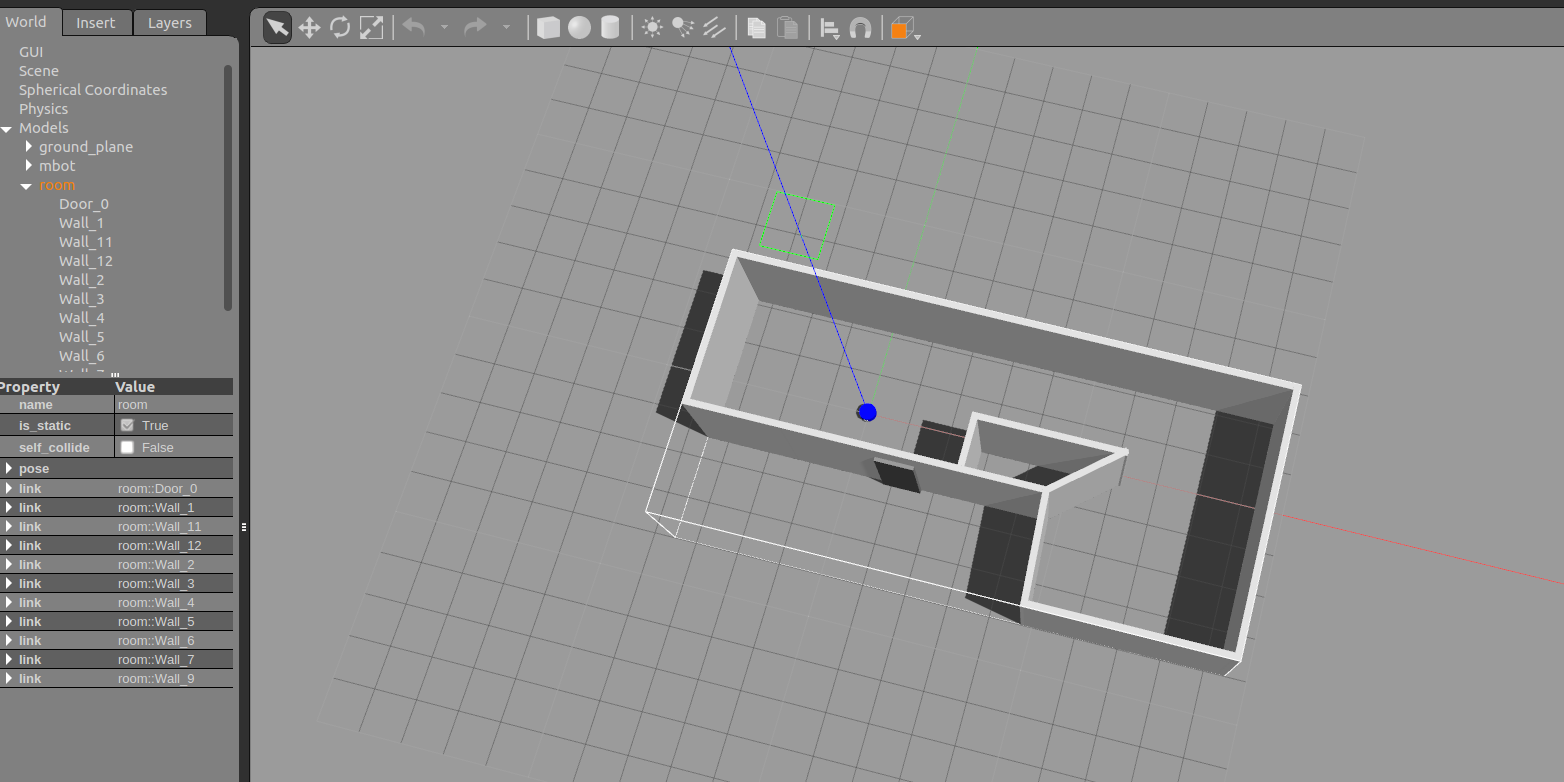 World Insert Layers
GUI
Scene
Spherical Coordinates
Physics
Models
ground_plane
mbot
room
Door_0
Wall_1
Wall_11
Wall_12
Wall_2
Wall_3
Wall_4
Wall_5
Wall_6
Property Value
name room
is_static True
self_collide False
pose
link room::Door_0
link room::Wall_1
link room::Wall_11
link room::Wall_12
link room::Wall_2
link room::Wall_3
link room::Wall_4
link room::Wall_5
link room::Wall_6
link room::Wall_7
link room::Wall_9